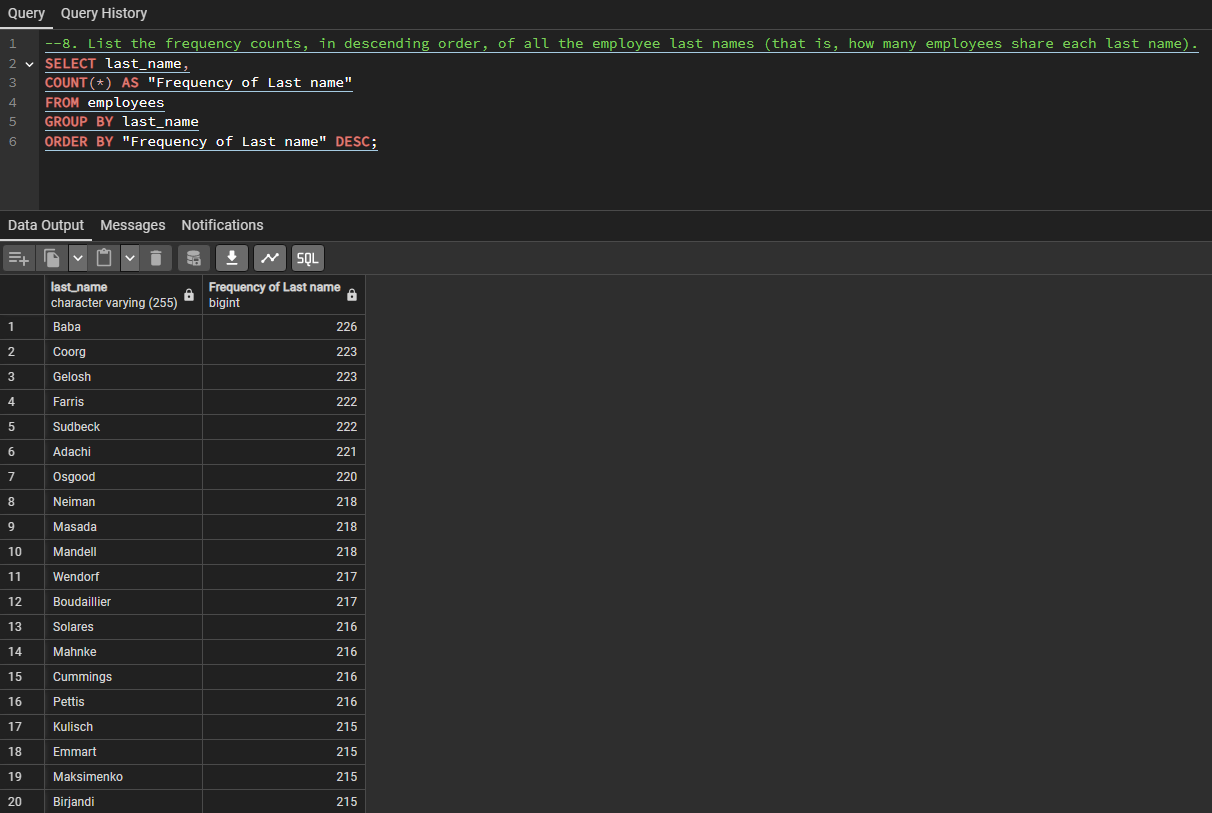 Query Query History
1 --8. List the frequency counts, in descending order, of all the employee last names (that is, how many employees share each last name).
2 SELECT last_name,
3 COUNT(*) AS "Frequency of Last name"
4 FROM employees
5 GROUP BY last_name
6 ORDER BY "Frequency of Last name" DESC;
Data Output Messages Notifications
SQL
last_name Frequency of Last name
character varying (255) bigint
1 Baba 226
2 Coorg 223
3 Gelosh 223
4 Farris 222
5 Sudbeck 222
6 Adachi 221
7 Osgood 220
8 Neiman 218
9 Masada 218
10 Mandell 218
11 Wendorf 217
12 Boudaillier 217
13 Solares 216
14 Mahnke 216
15 Cummings 216
16 Pettis 216
17 Kulisch 215
18 Emmart 215
19 Maksimenko 215
20 Birjandi 215